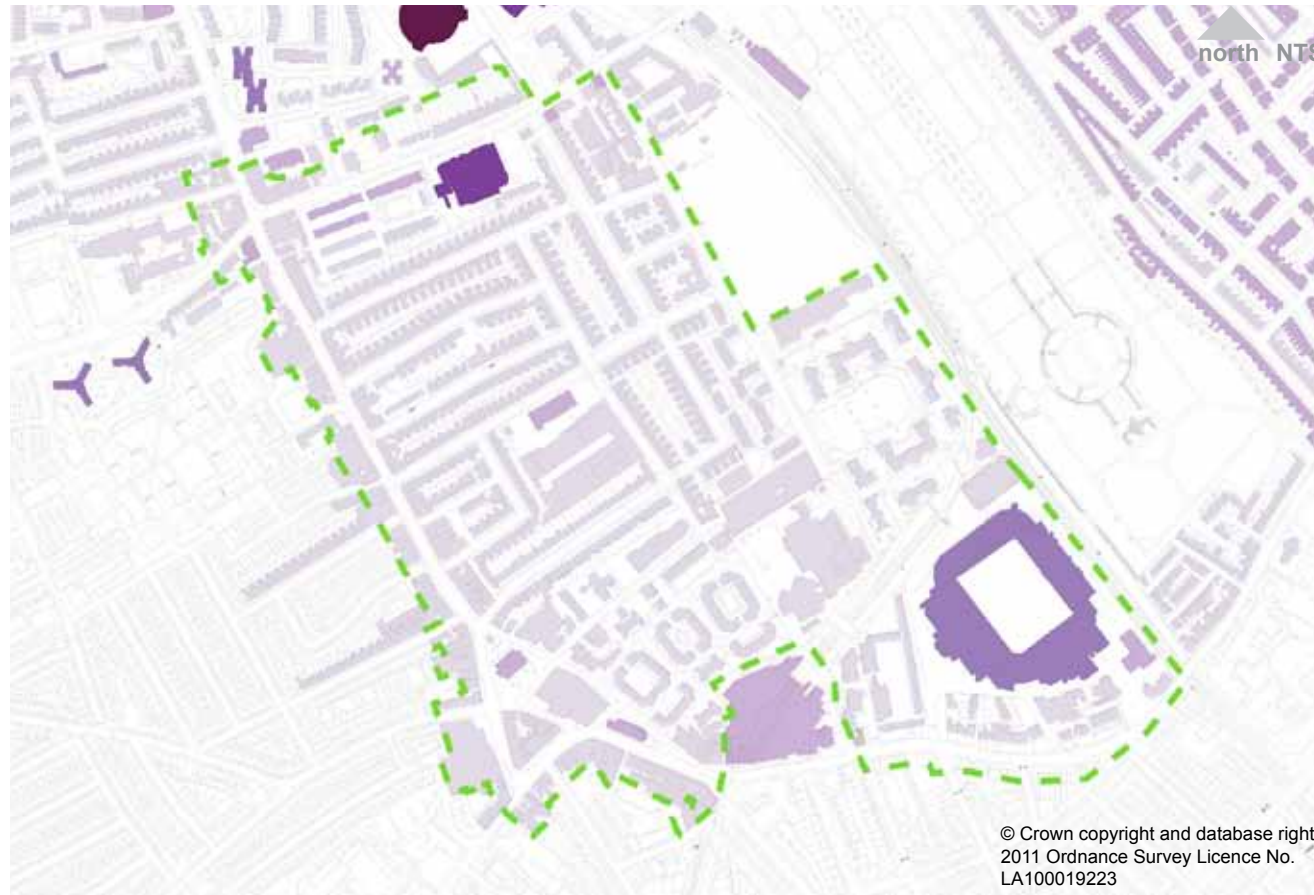 north NTS
© Crown copyright and database right
2011 Ordnance Survey Licence No.
LA100019223